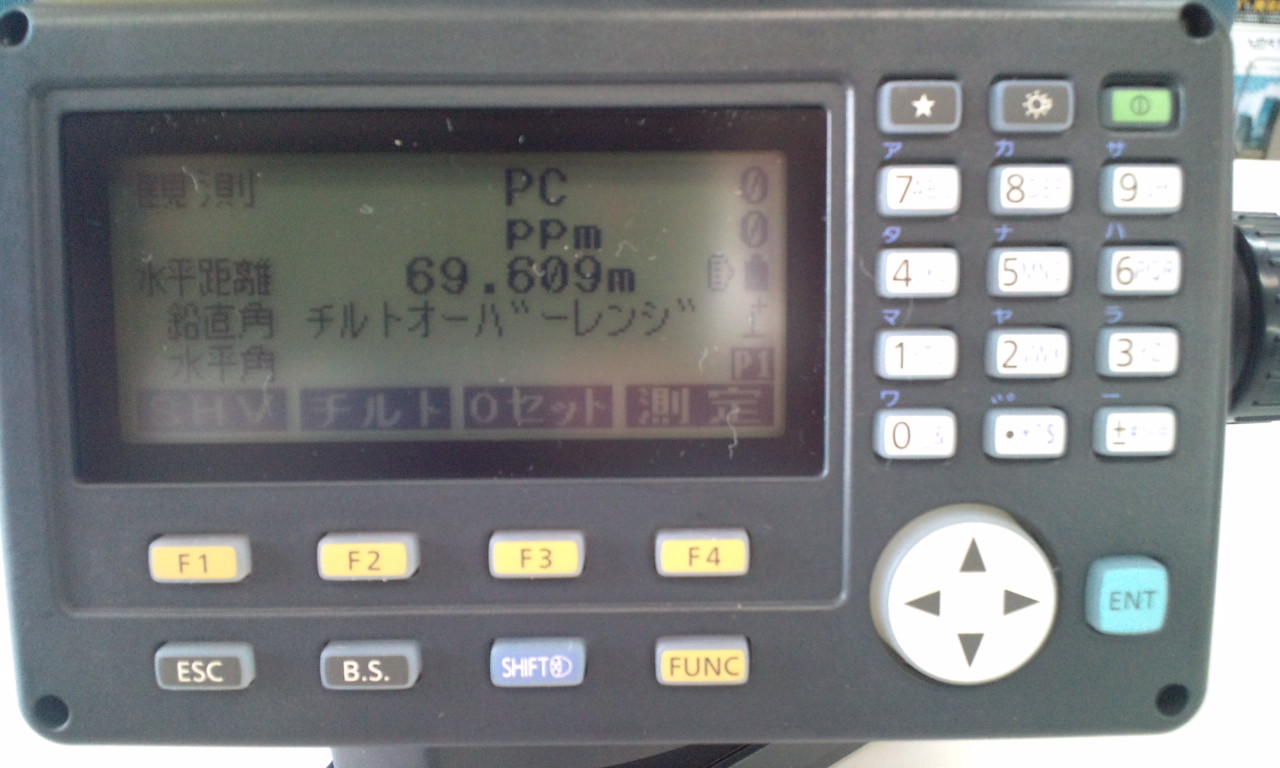 観測 PC 0
ppm 0
水平距離 69.609m
鉛直角 チルトオーバーレンジ
水平角 P1
SHV チルト 0セット 測定
F1 F2 F3 F4
ESC B.S. SHIFT FUNC
ア カ サ
7 8 9
タ ナ ハ
4 5 6
マ ヤ ラ
1 2 3
ワ ゛゜ ー
0 • ±
ENT